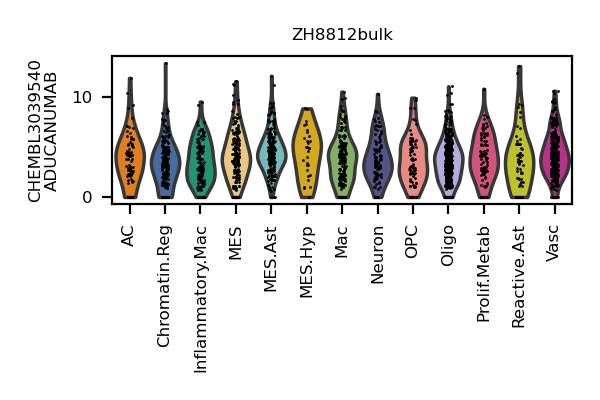 ZH8812bulk
CHEMBL3039540
ADUCANUMAB
10
0
AC
Chromatin.Reg
Inflammatory.Mac
MES
MES.Ast
MES.Hyp
Mac
Neuron
OPC
Oligo
Prolif.Metab
Reactive.Ast
Vasc